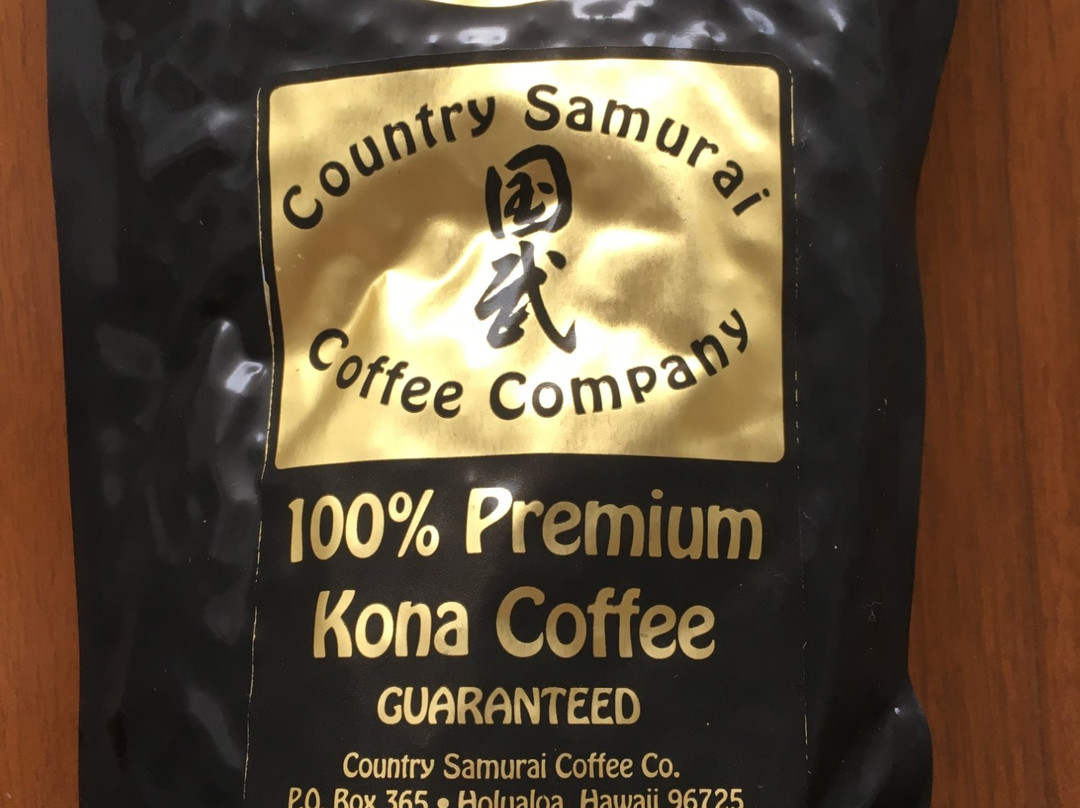 Country Samurai
国
武
Coffee Company
100% Premium
Kona Coffee
GUARANTEED
Country Samurai Coffee Co.
P.O. Box 365 • Holualoa, Hawaii 96725